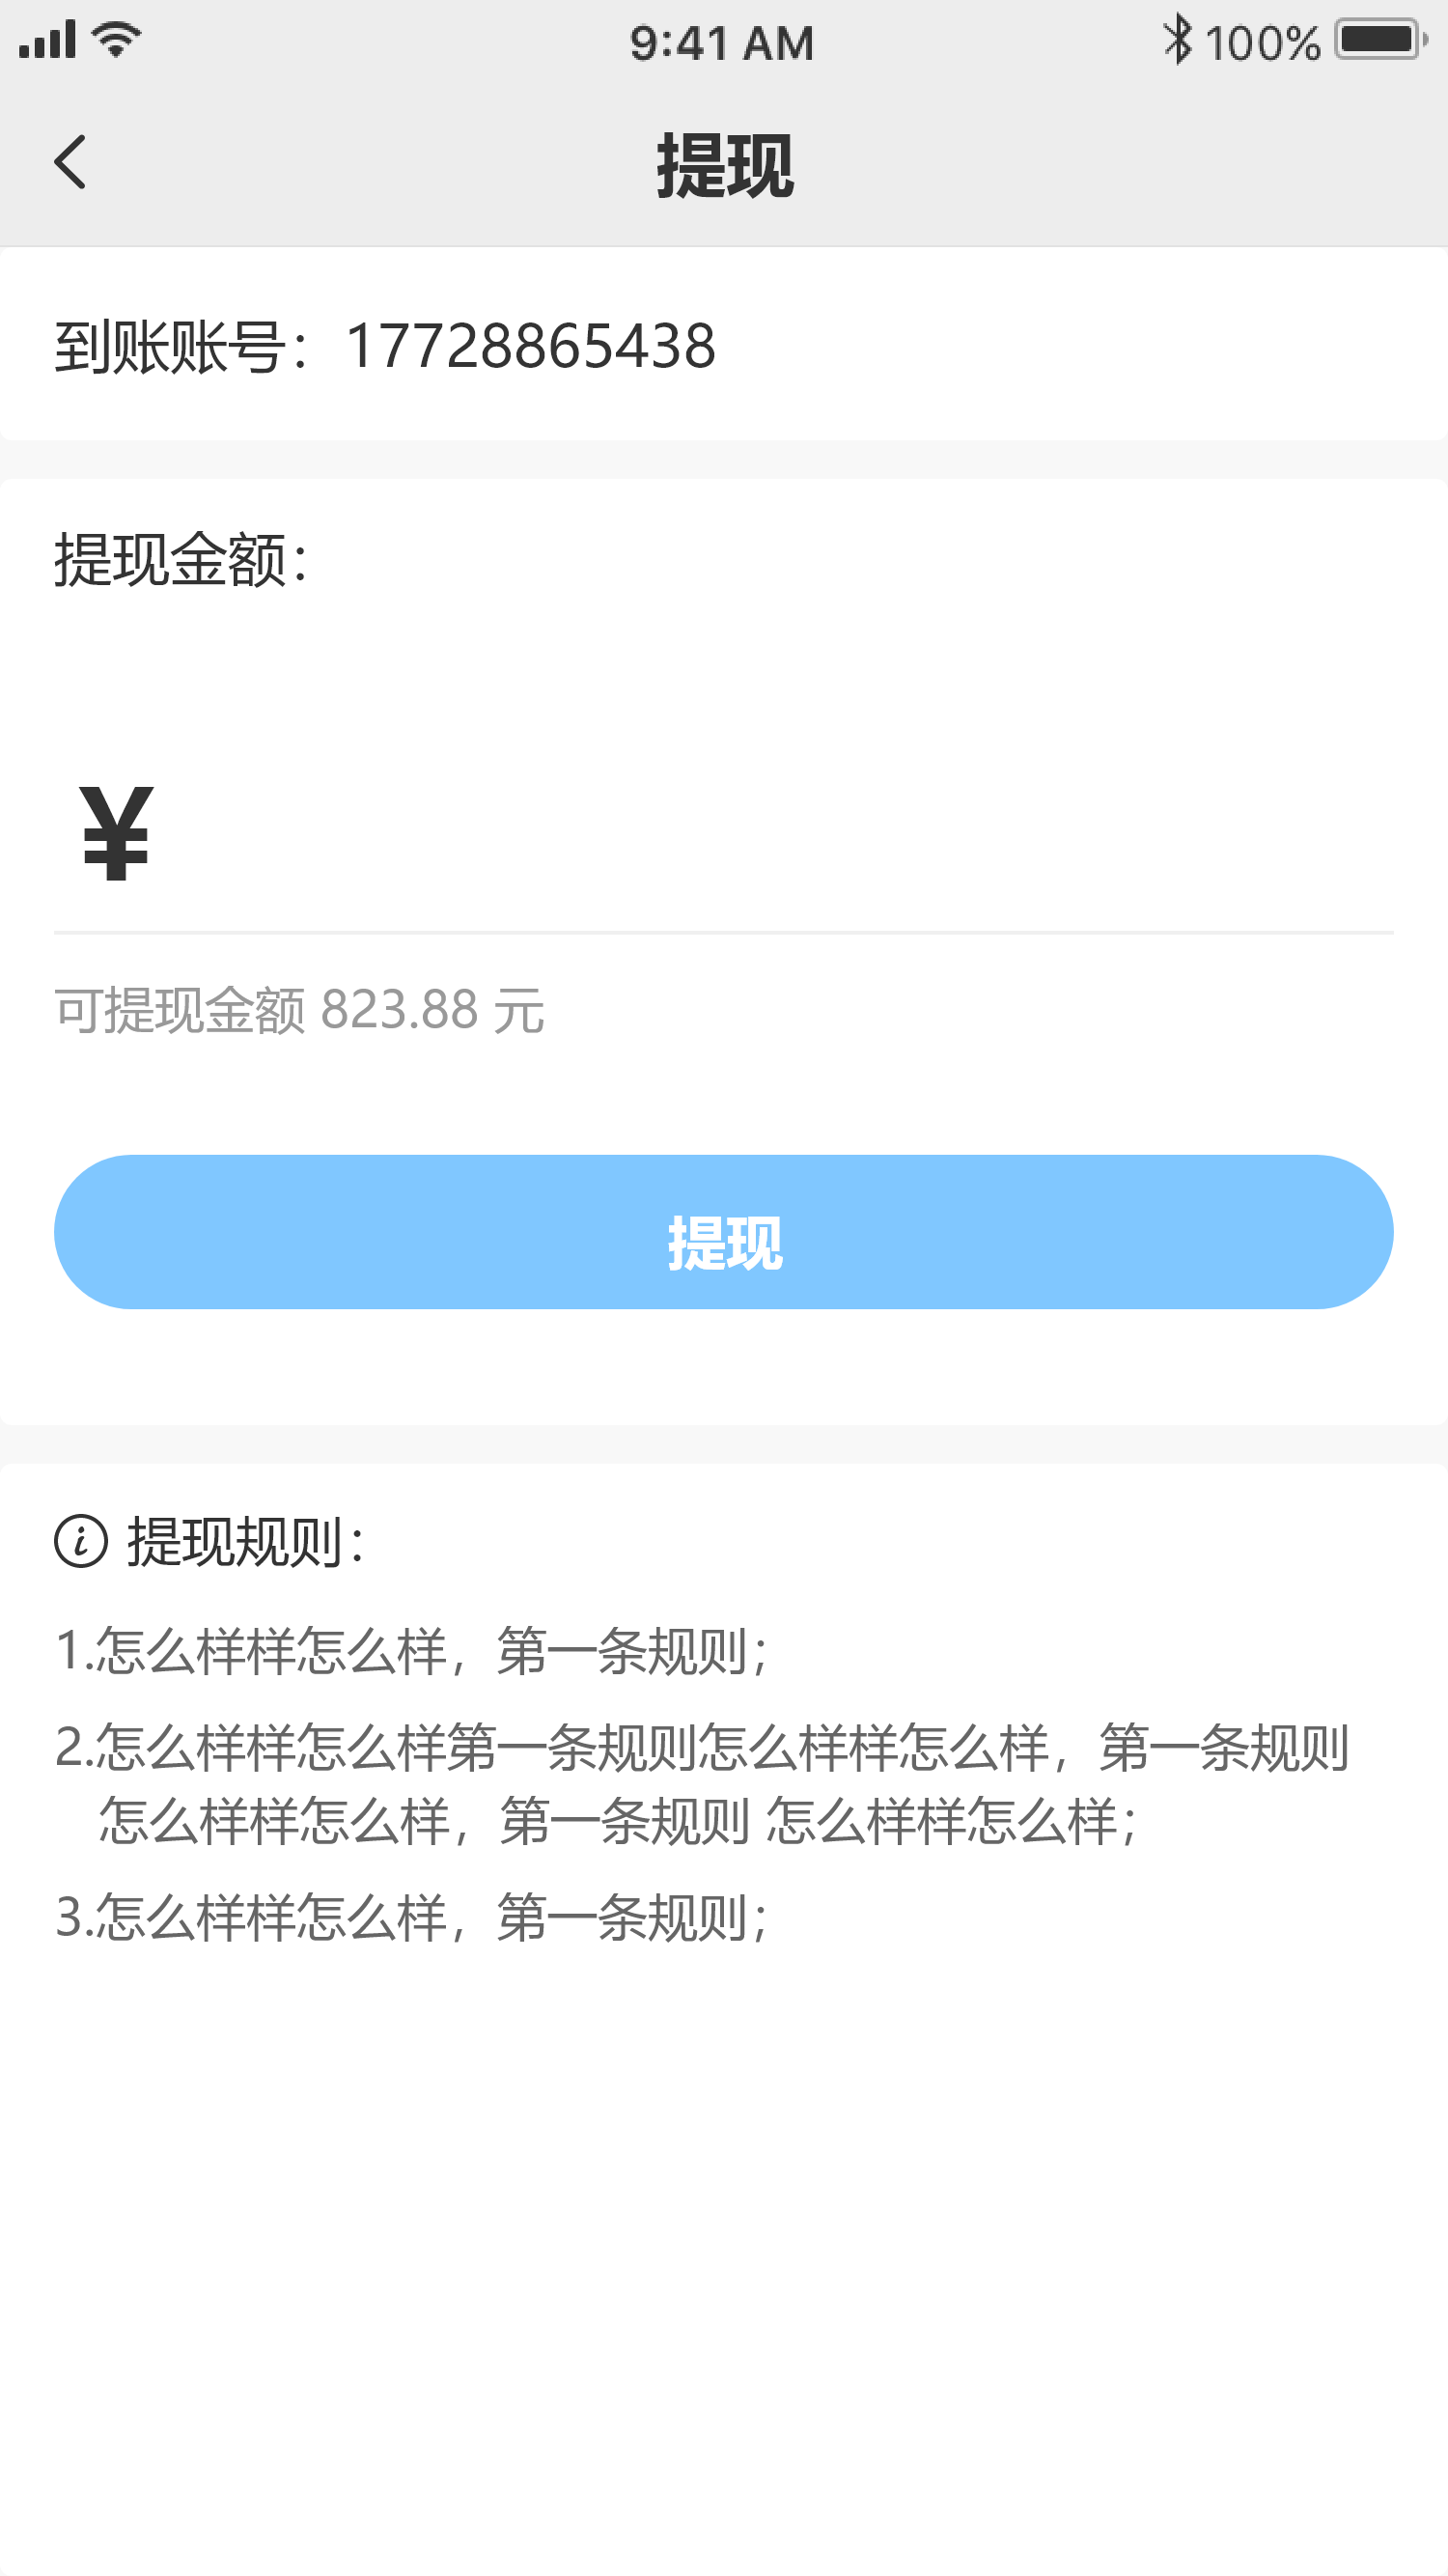 9:41 AM
100%
提现
到账账号：17728865438
提现金额：
¥
可提现金额 823.88 元
提现
提现规则：
1.怎么样样怎么样，第一条规则；
2.怎么样样怎么样第一条规则怎么样样怎么样，第一条规则
怎么样样怎么样，第一条规则 怎么样样怎么样；
3.怎么样样怎么样，第一条规则；